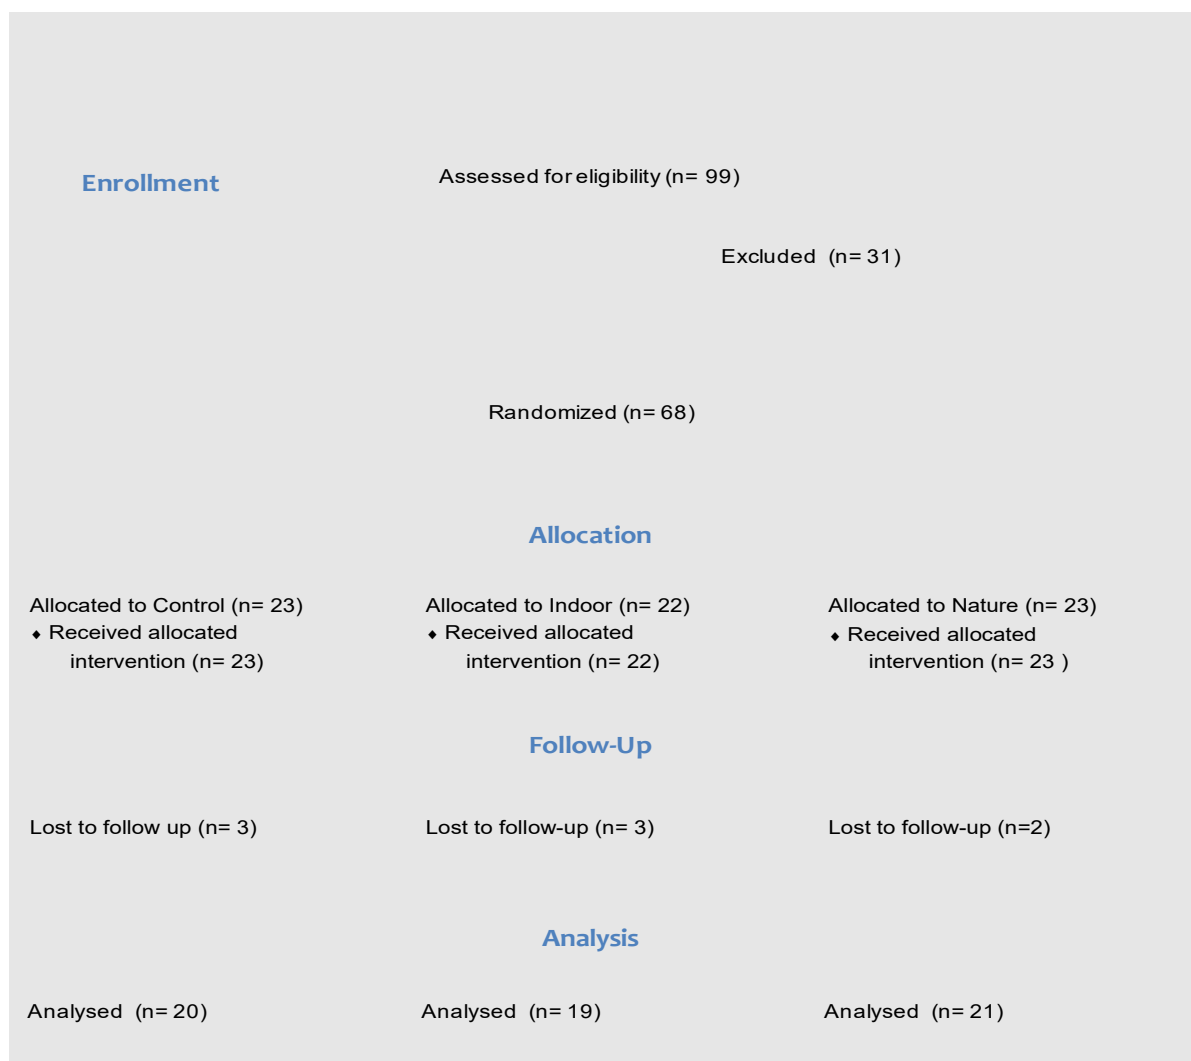 Enrollment
Assessed for eligibility (n= 99)
Excluded (n= 31)
Randomized (n= 68)
Allocation
Allocated to Control (n= 23)
♦ Received allocated
intervention (n= 23)
Allocated to Indoor (n= 22)
♦ Received allocated
intervention (n= 22)
Allocated to Nature (n= 23)
♦ Received allocated
intervention (n= 23 )
Follow-Up
Lost to follow up (n= 3)
Lost to follow-up (n= 3)
Lost to follow-up (n=2)
Analysis
Analysed (n= 20)
Analysed (n= 19)
Analysed (n= 21)